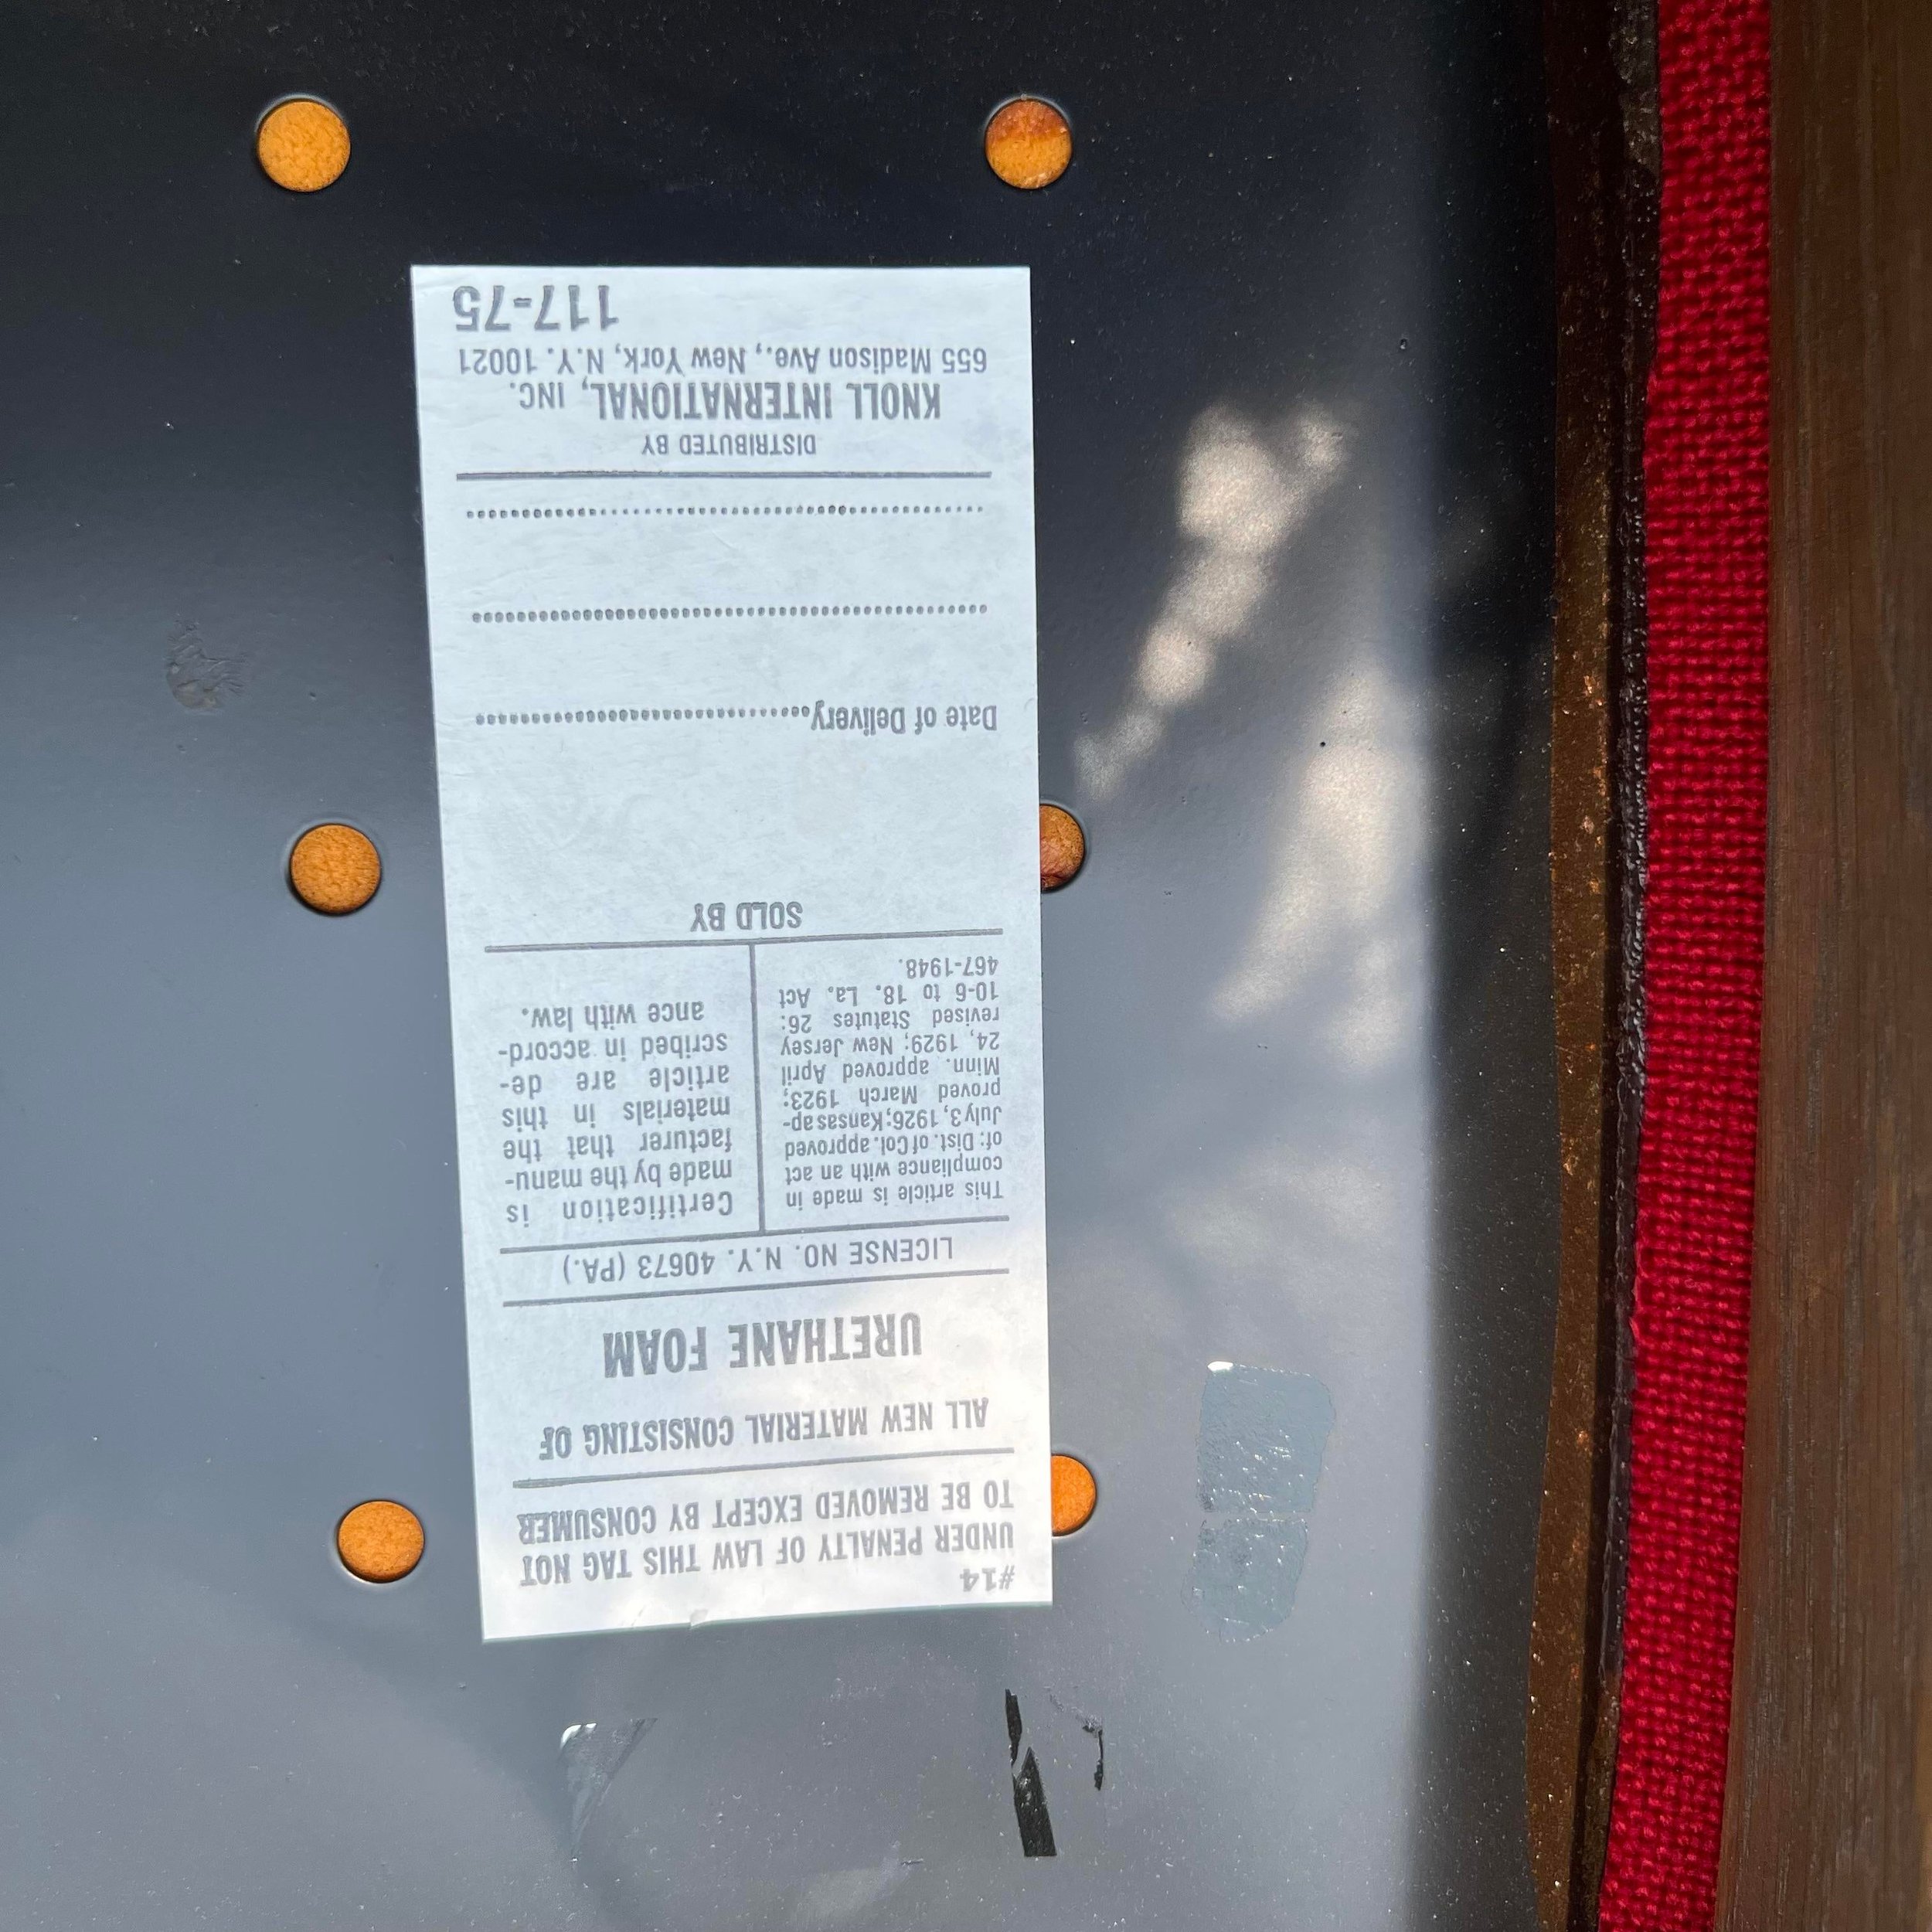 #14
UNDER PENALTY OF LAW THIS TAG NOT
TO BE REMOVED EXCEPT BY CONSUMER
ALL NEW MATERIAL CONSISTING OF
URETHANE FOAM
LICENSE NO. N.Y. 40673 (PA.)
This article is made in
compliance with an act
of: Dist. of Col. approved
July 3, 1926; Kansas ap-
proved March 1923;
Minn. approved April
24, 1929; New Jersey
revised Statutes 26:
10-6 to 18. La. Act
467-1948.
Certification is
made by the manu-
facturer that the
materials in this
article are de-
scribed in accord-
ance with law.
SOLD BY
Date of Delivery
DISTRIBUTED BY
KNOLL INTERNATIONAL, INC.
655 Madison Ave., New York, N.Y. 10021
117-75